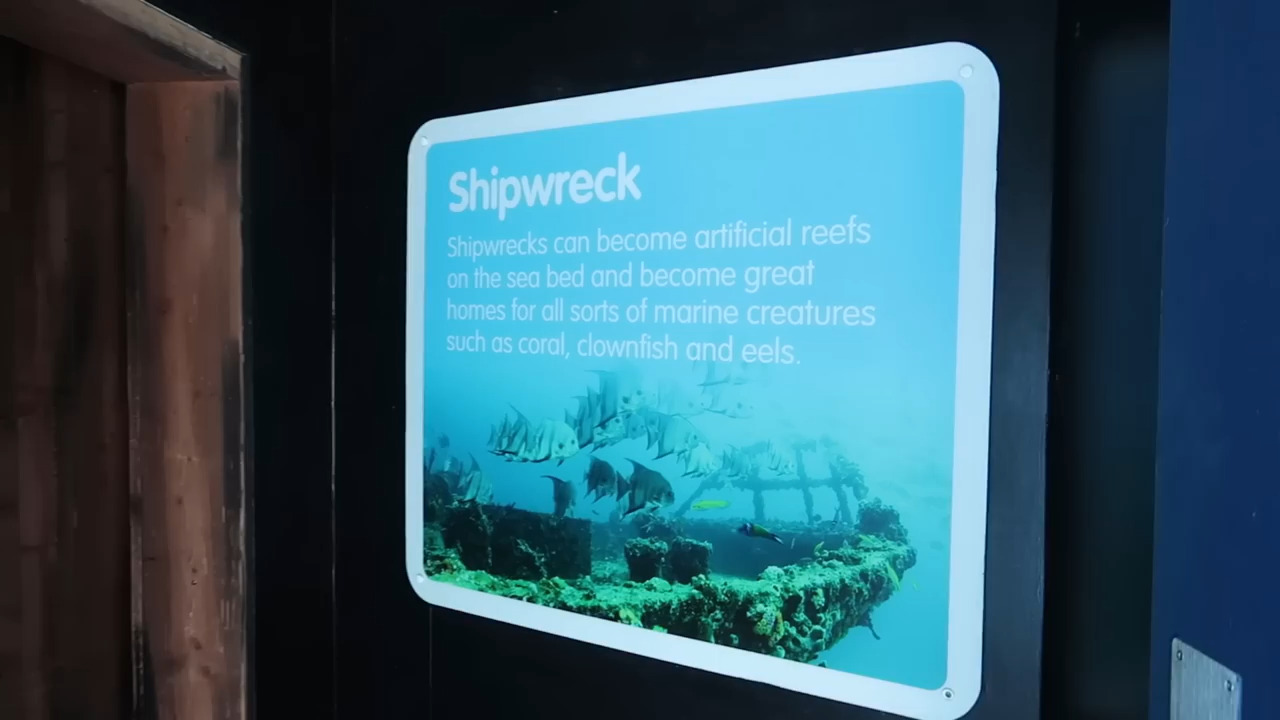 Shipwreck
Shipwrecks can become artificial reefs
on the sea bed and become great
homes for all sorts of marine creatures
such as coral, clownfish and eels.